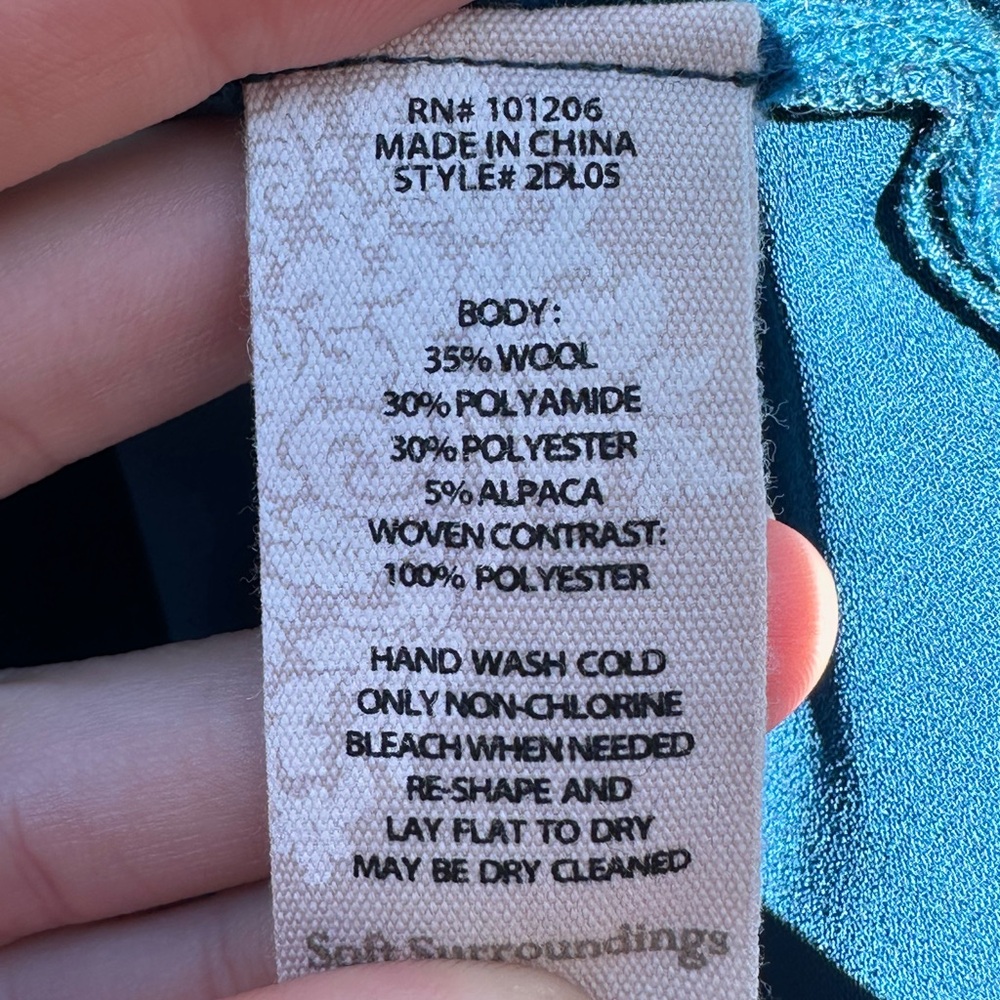 RN# 101206
MADE IN CHINA
STYLE# 2DL05
BODY:
35% WOOL
30% POLYAMIDE
30% POLYESTER
5% ALPACA
WOVEN CONTRAST:
100% POLYESTER
HAND WASH COLD
ONLY NON-CHLORINE
BLEACH WHEN NEEDED
RE-SHAPE AND
LAY FLAT TO DRY
MAY BE DRY CLEANED
Soft Surroundings